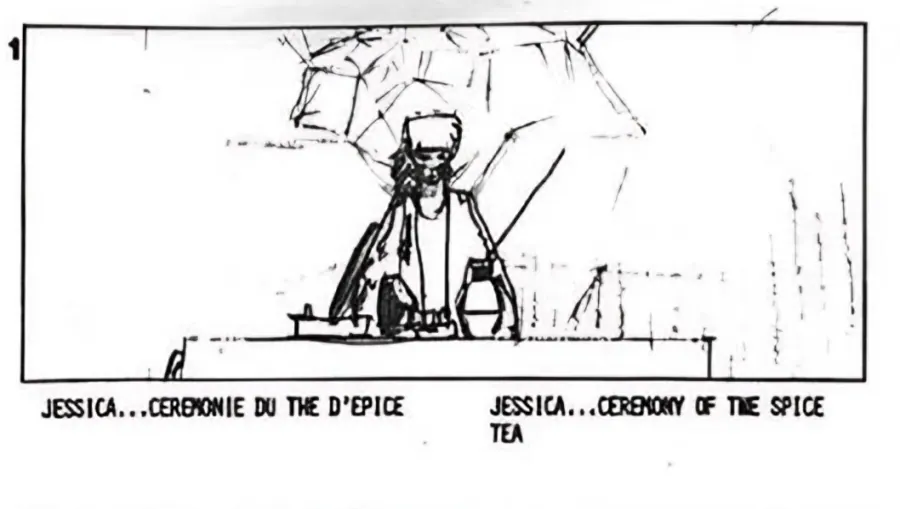 1
JESSICA...CEREMONIE DU THE D'EPICE
JESSICA...CEREMONY OF THE SPICE
TEA